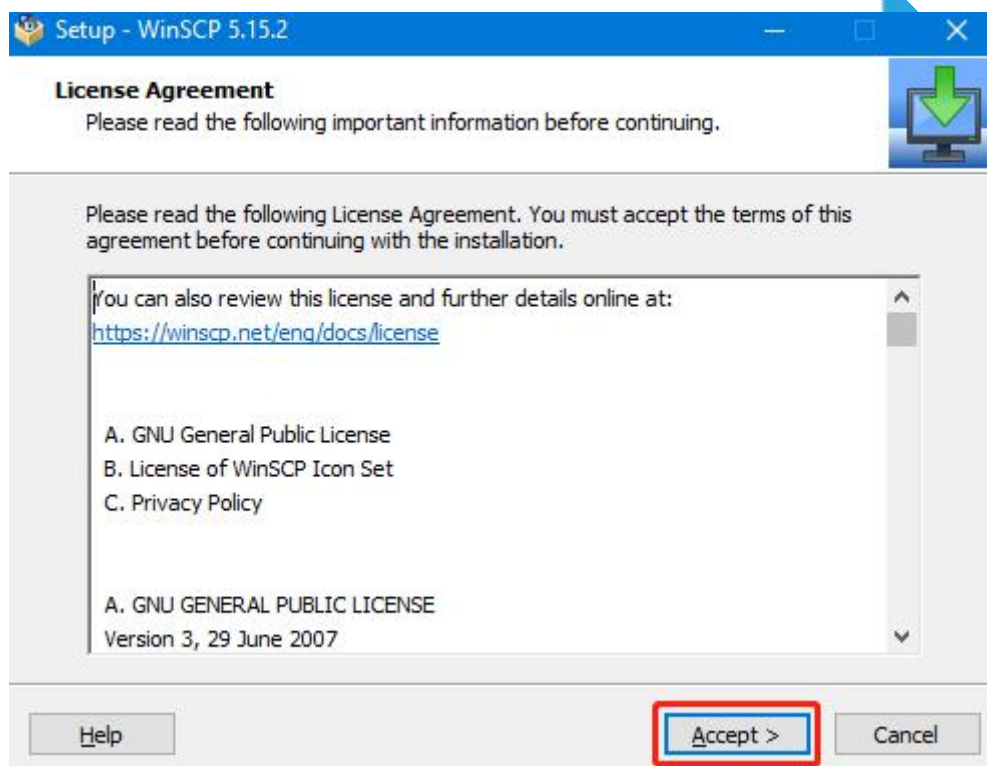 Setup - WinSCP 5.15.2
License Agreement
Please read the following important information before continuing.
Please read the following License Agreement. You must accept the terms of this
agreement before continuing with the installation.
You can also review this license and further details online at:
https://winscp.net/eng/docs/license
A. GNU General Public License
B. License of WinSCP Icon Set
C. Privacy Policy
A. GNU GENERAL PUBLIC LICENSE
Version 3, 29 June 2007
Help
Accept >
Cancel